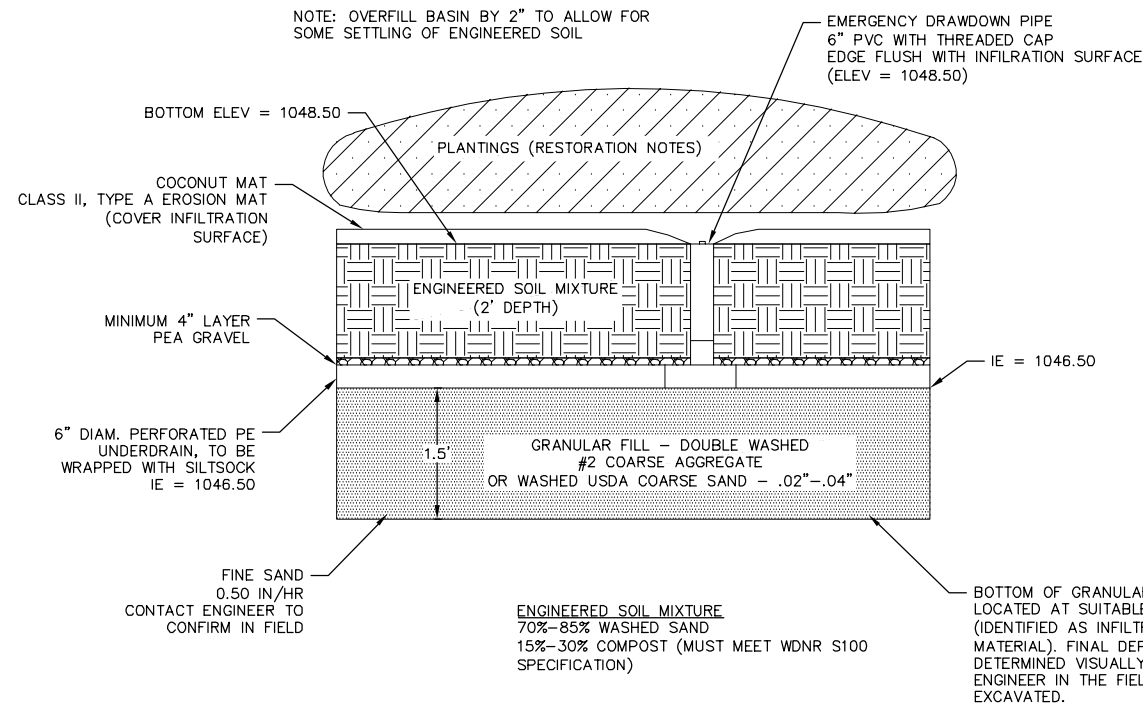 NOTE: OVERFILL BASIN BY 2" TO ALLOW FOR
SOME SETTLING OF ENGINEERED SOIL
EMERGENCY DRAWDOWN PIPE
6" PVC WITH THREADED CAP
EDGE FLUSH WITH INFILRATION SURFACE
(ELEV = 1048.50)
BOTTOM ELEV = 1048.50
PLANTINGS (RESTORATION NOTES)
COCONUT MAT
CLASS II, TYPE A EROSION MAT
(COVER INFILTRATION
SURFACE)
ENGINEERED SOIL MIXTURE
(2' DEPTH)
MINIMUM 4" LAYER
PEA GRAVEL
IE = 1046.50
6" DIAM. PERFORATED PE
UNDERDRAIN, TO BE
WRAPPED WITH SILTSOCK
IE = 1046.50
1.5'
GRANULAR FILL – DOUBLE WASHED
#2 COARSE AGGREGATE
OR WASHED USDA COARSE SAND – .02"–.04"
FINE SAND
0.50 IN/HR
CONTACT ENGINEER TO
CONFIRM IN FIELD
ENGINEERED SOIL MIXTURE
70%–85% WASHED SAND
15%–30% COMPOST (MUST MEET WDNR S100
SPECIFICATION)
BOTTOM OF GRANULAR
LOCATED AT SUITABLE
(IDENTIFIED AS
MATERIAL). FINAL
DETERMINED VISUALLY
ENGINEER IN THE
EXCAVATED.